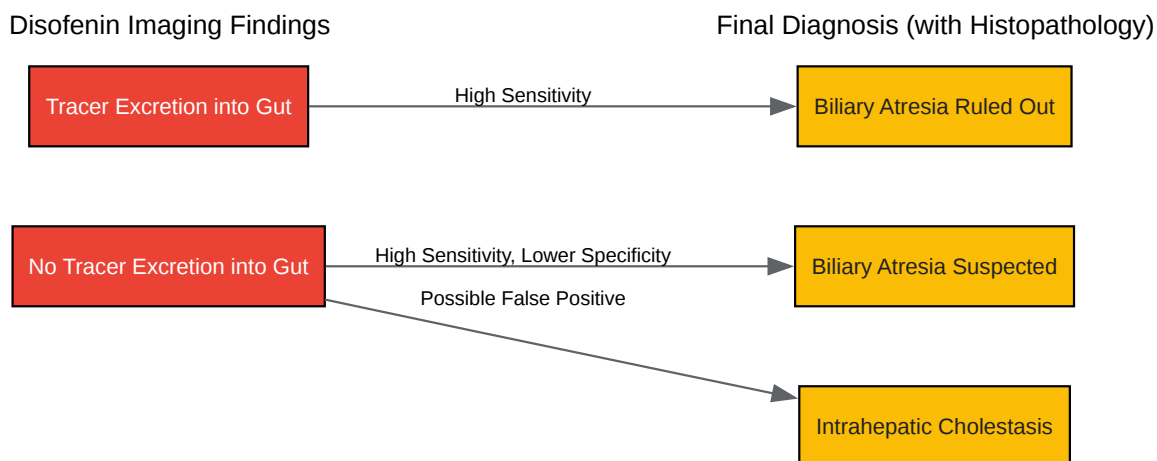 Disofenin Imaging Findings
Final Diagnosis (with Histopathology)
Tracer Excretion into Gut
High Sensitivity
Biliary Atresia Ruled Out
No Tracer Excretion into Gut
High Sensitivity, Lower Specificity
Biliary Atresia Suspected
Possible False Positive
Intrahepatic Cholestasis